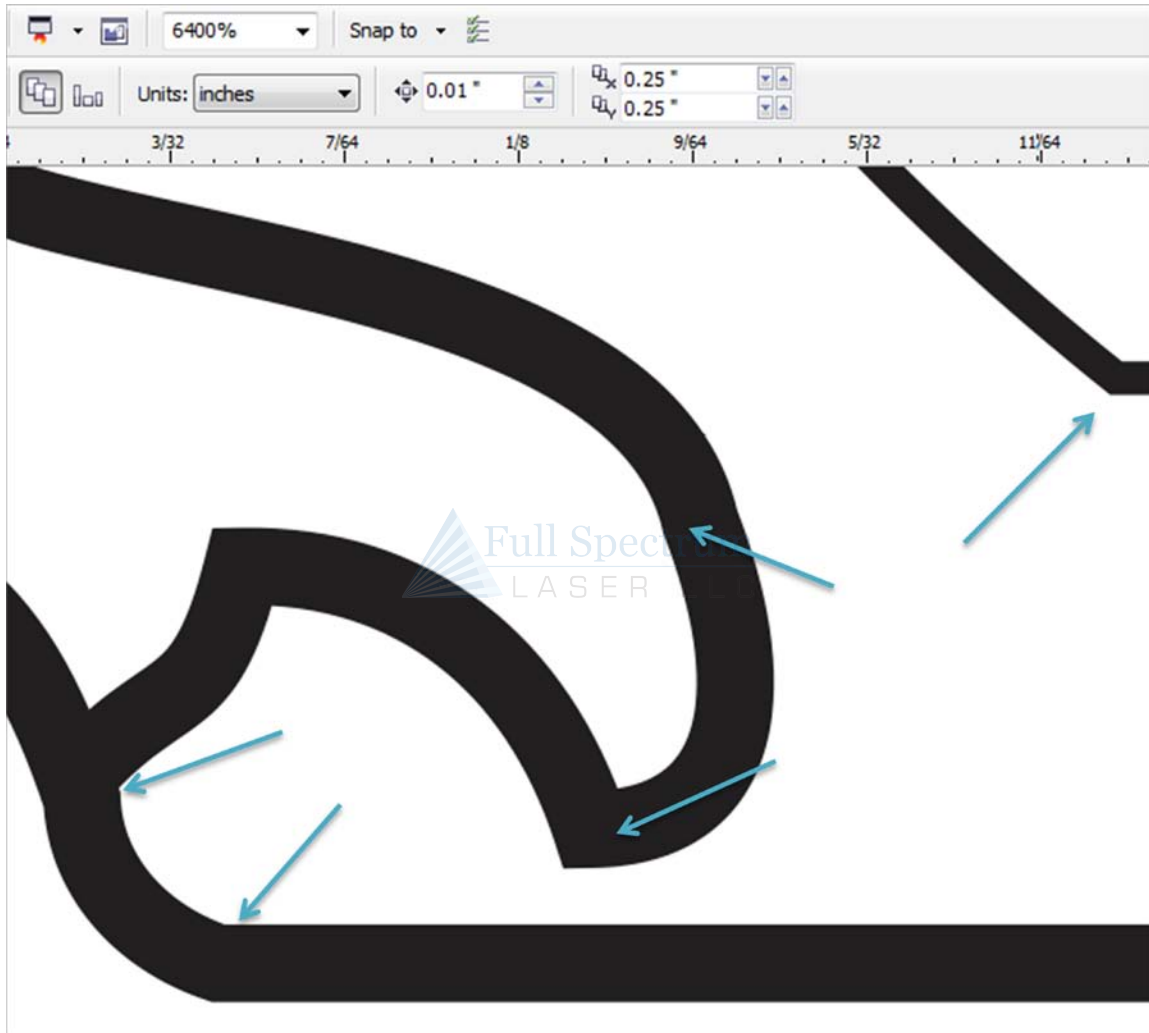 6400% Snap to
Units: inches 0.01 " 0.25 "
0.25 "
3/32 7/64 1/8 9/64 5/32 11/64
Full Spectrum
LASER LLC